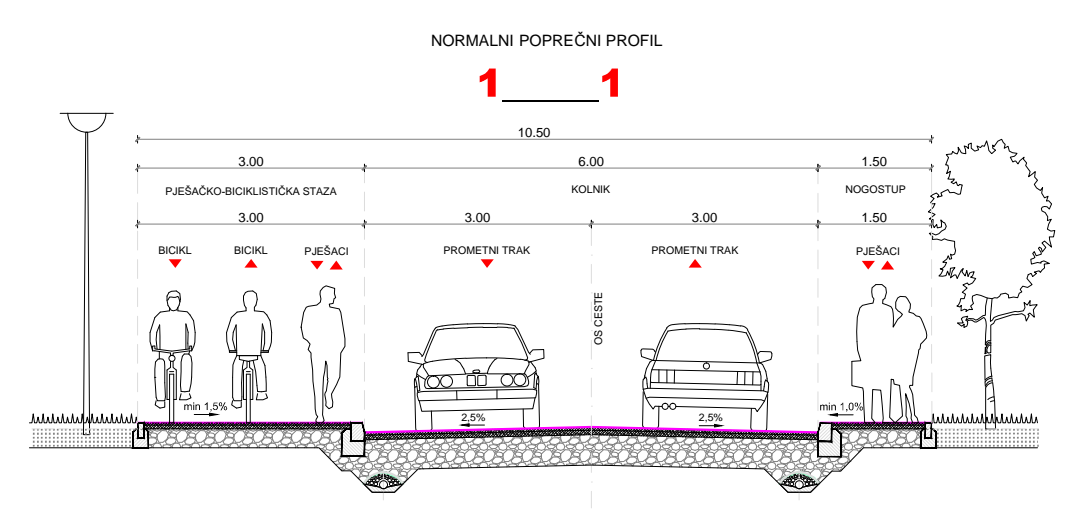 NORMALNI POPREČNI PROFIL
1 1
10.50
3.00 6.00 1.50
PJEŠAČKO-BICIKLISTIČKA STAZA KOLNIK NOGOSTUP
3.00 3.00 3.00 1.50
BICIKL BICIKL PJEŠACI PROMETNI TRAK PROMETNI TRAK PJEŠACI
OS CESTE
min 1,5% 2,5% 2,5% min 1,0%